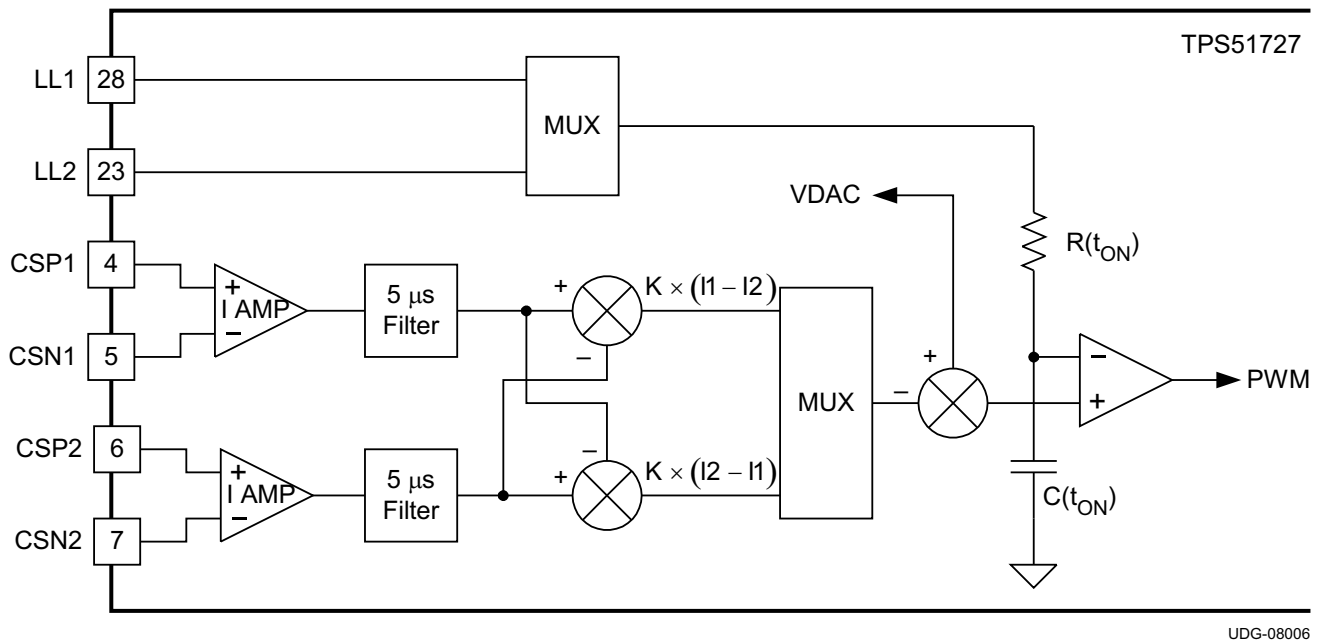 TPS51727
LL1
28
MUX
LL2
23
VDAC
R(tON)
CSP1
4
+
I AMP
−
5 μs
Filter
+
−
K × (I1 − I2)
CSN1
5
MUX
+
−
−
+
PWM
CSP2
6
+
I AMP
−
5 μs
Filter
−
+
K × (I2 − I1)
C(tON)
CSN2
7
UDG-08006